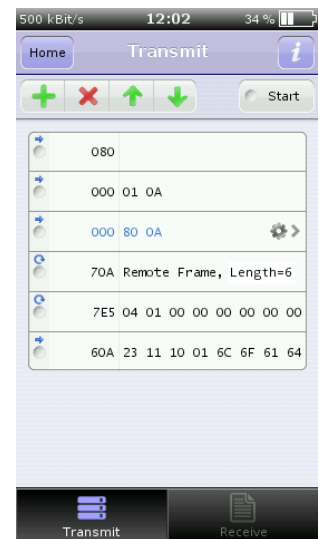 500 kBit/s 12:02 34 %
Home Transmit i
Start
080
000 01 0A
000 80 0A
70A Remote Frame, Length=6
7E5 04 01 00 00 00 00 00 00
60A 23 11 10 01 6C 6F 61 64
Transmit Receive